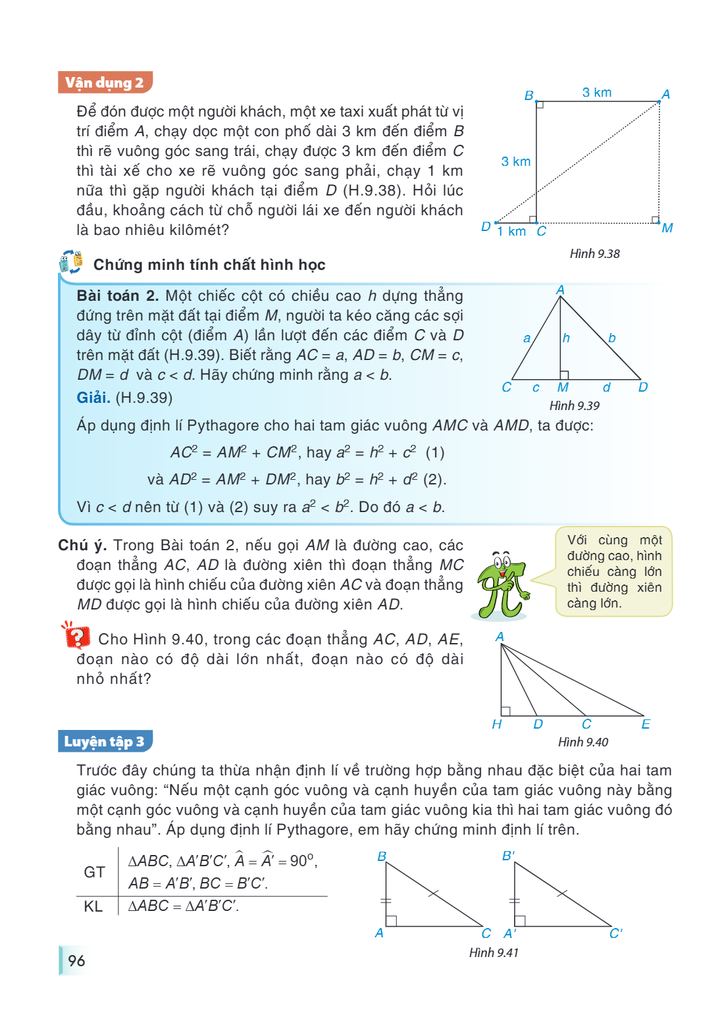 Vận dụng 2
Để đón được một người khách, một xe taxi xuất phát từ vị
trí điểm A, chạy dọc một con phố dài 3 km đến điểm B
thì rẽ vuông góc sang trái, chạy được 3 km đến điểm C
thì tài xế cho xe rẽ vuông góc sang phải, chạy 1 km
nữa thì gặp người khách tại điểm D (H.9.38). Hỏi lúc
đầu, khoảng cách từ chỗ người lái xe đến người khách
là bao nhiêu kilômét?
B 3 km A
3 km
D 1 km C M
Hình 9.38
Chứng minh tính chất hình học
Bài toán 2. Một chiếc cột có chiều cao h dựng thẳng
đứng trên mặt đất tại điểm M, người ta kéo căng các sợi
dây từ đỉnh cột (điểm A) lần lượt đến các điểm C và D
trên mặt đất (H.9.39). Biết rằng AC = a, AD = b, CM = c,
DM = d và c < d. Hãy chứng minh rằng a < b.
A
a h b
C c M d D
Hình 9.39
Giải. (H.9.39)
Áp dụng định lí Pythagore cho hai tam giác vuông AMC và AMD, ta được:
AC² = AM² + CM², hay a² = h² + c² (1)
và AD² = AM² + DM², hay b² = h² + d² (2).
Vì c < d nên từ (1) và (2) suy ra a² < b². Do đó a < b.
Chú ý. Trong Bài toán 2, nếu gọi AM là đường cao, các
đoạn thẳng AC, AD là đường xiên thì đoạn thẳng MC
được gọi là hình chiếu của đường xiên AC và đoạn thẳng
MD được gọi là hình chiếu của đường xiên AD.
Với cùng một
đường cao, hình
chiếu càng lớn
thì đường xiên
càng lớn.
? Cho Hình 9.40, trong các đoạn thẳng AC, AD, AE,
đoạn nào có độ dài lớn nhất, đoạn nào có độ dài
nhỏ nhất?
A
H D C E
Hình 9.40
Luyện tập 3
Trước đây chúng ta thừa nhận định lí về trường hợp bằng nhau đặc biệt của hai tam
giác vuông: “Nếu một cạnh góc vuông và cạnh huyền của tam giác vuông này bằng
một cạnh góc vuông và cạnh huyền của tam giác vuông kia thì hai tam giác vuông đó
bằng nhau”. Áp dụng định lí Pythagore, em hãy chứng minh định lí trên.
GT ∆ABC, ∆A′B′C′, Â = Â′ = 90º,
AB = A′B′, BC = B′C′.
KL ∆ABC = ∆A′B′C′.
B B′
A C A′ C′
Hình 9.41
96